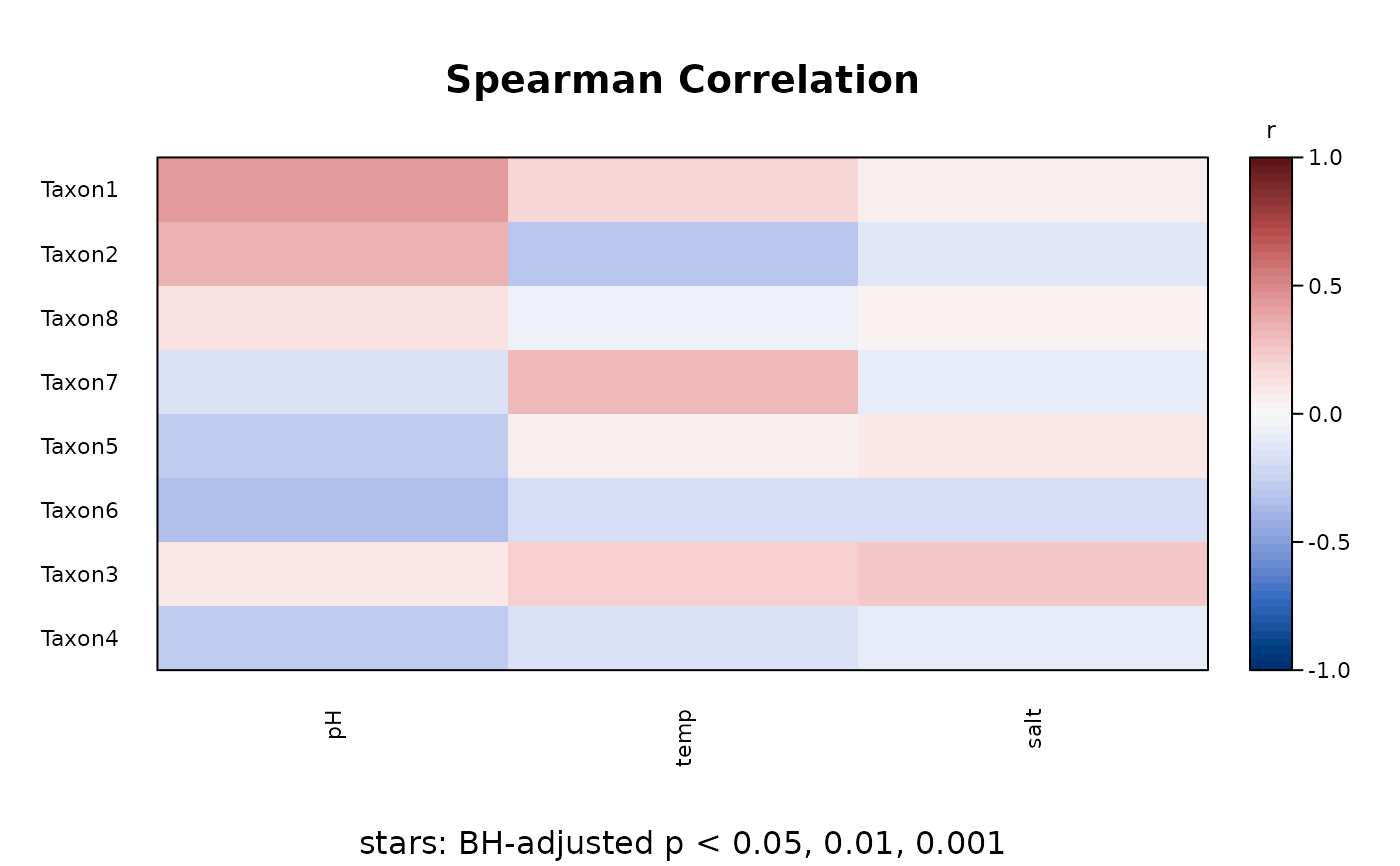 Spearman Correlation
r
Taxon1
Taxon2
Taxon8
Taxon7
Taxon5
Taxon6
Taxon3
Taxon4
1.0
0.5
0.0
-0.5
-1.0
pH
temp
salt
stars: BH-adjusted p < 0.05, 0.01, 0.001